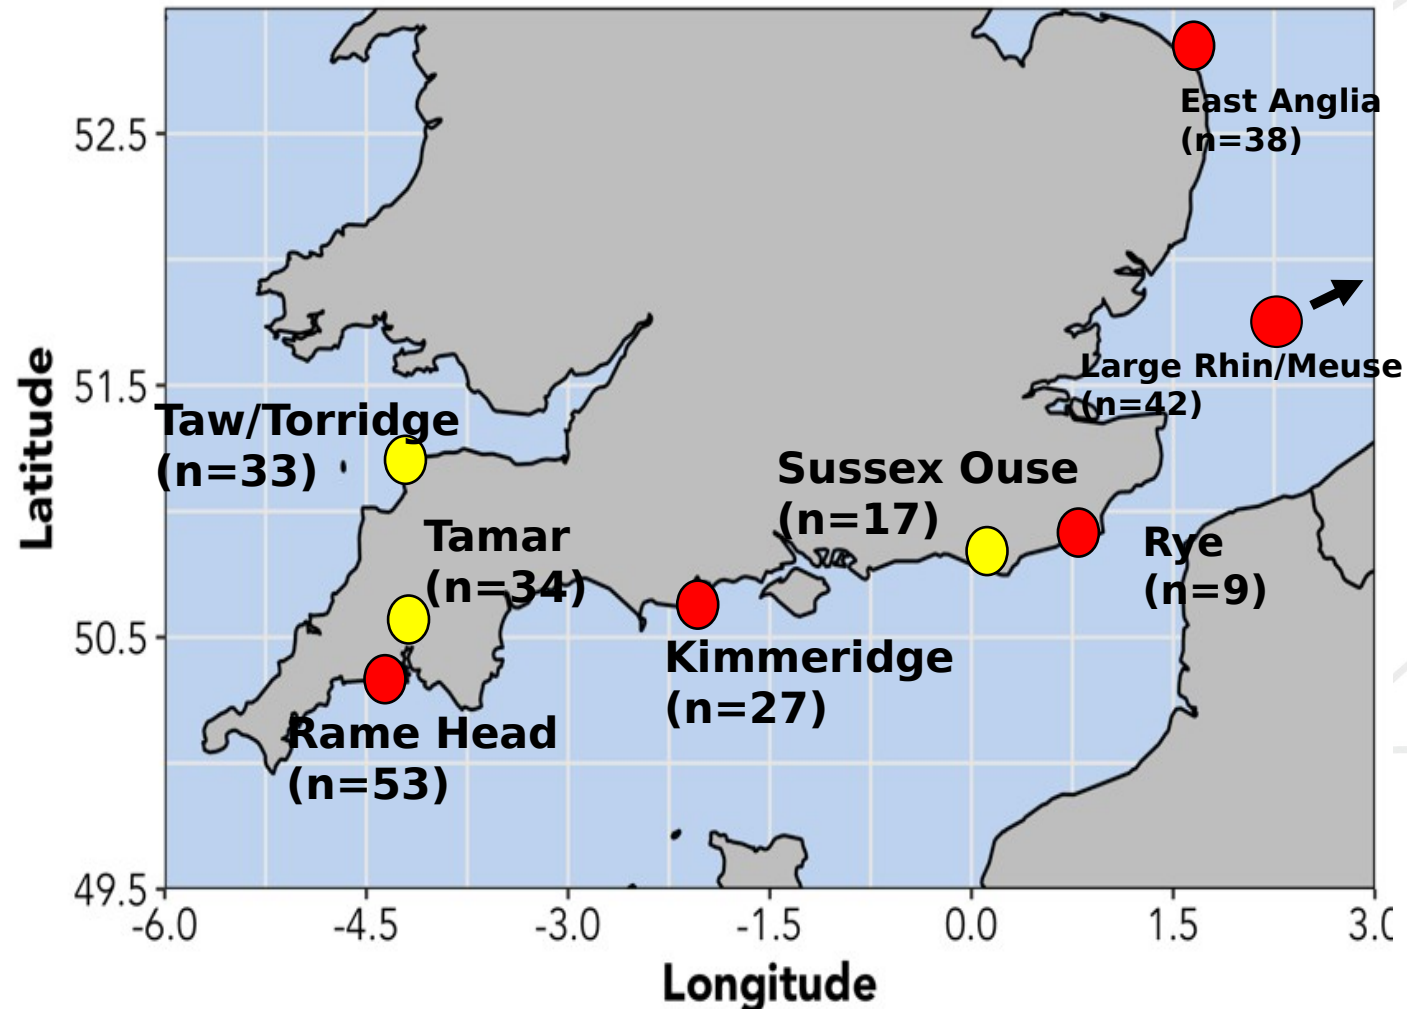 East Anglia
(n=38)
52.5
Large Rhin/Meuse
(n=42)
51.5
Taw/Torridge
(n=33)
Sussex Ouse
(n=17)
Tamar
(n=34)
Rye
(n=9)
50.5
Kimmeridge
(n=27)
Rame Head
(n=53)
49.5
Latitude
-6.0 -4.5 -3.0 -1.5 0.0 1.5 3.0
Longitude